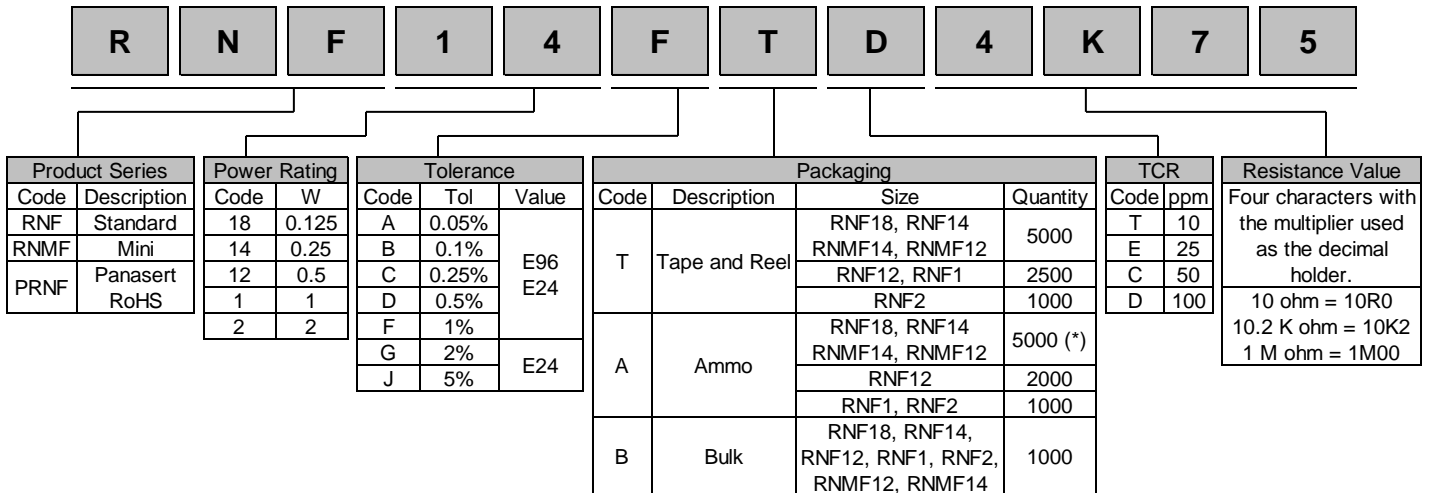 R N F 1 4 F T D 4 K 7 5
Product Series
Code Description
RNF Standard
RNMF Mini
PRNF Panasert RoHS
Power Rating
Code W
18 0.125
14 0.25
12 0.5
1 1
2 2
Tolerance
Code Tol Value
A 0.05%
B 0.1%
C 0.25%
D 0.5%
F 1%
E96
E24
G 2%
J 5%
E24
Packaging
Code Description Size Quantity
T Tape and Reel
RNF18, RNF14
RNMF14, RNMF12
5000
RNF12, RNF1 2500
RNF2 1000
A Ammo
RNF18, RNF14
RNMF14, RNMF12
5000 (*)
RNF12 2000
RNF1, RNF2 1000
B Bulk
RNF18, RNF14,
RNF12, RNF1, RNF2,
RNMF12, RNMF14
1000
TCR
Code ppm
T 10
E 25
C 50
D 100
Resistance Value
Four characters with
the multiplier used
as the decimal
holder.
10 ohm = 10R0
10.2 K ohm = 10K2
1 M ohm = 1M00